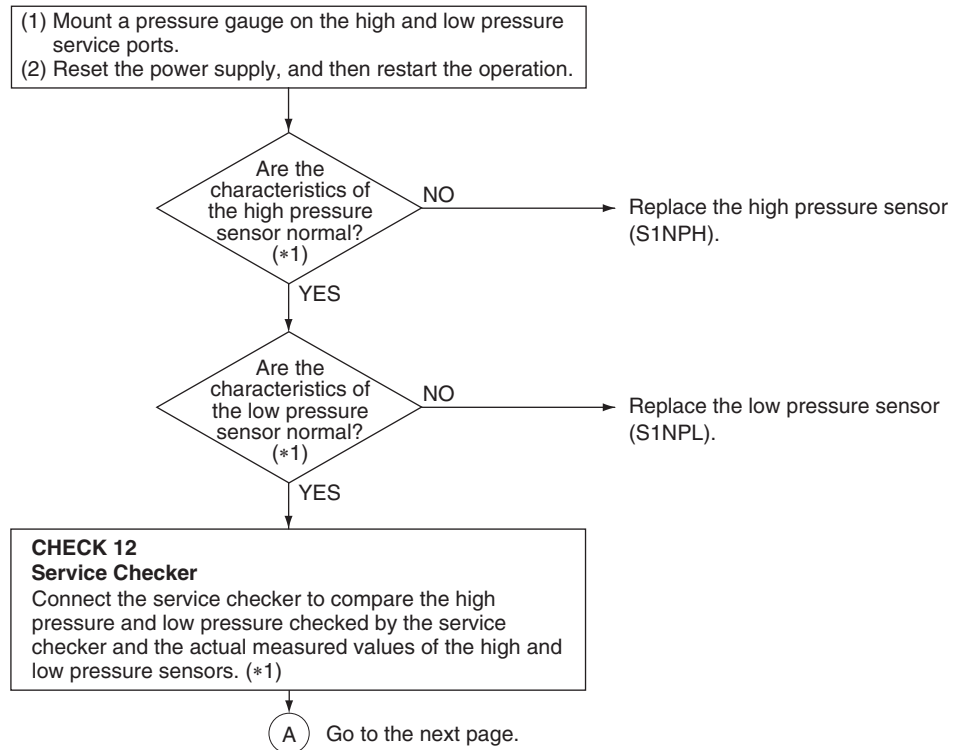 (1) Mount a pressure gauge on the high and low pressure
service ports.
(2) Reset the power supply, and then restart the operation.
Are the
characteristics of
the high pressure
sensor normal?
(*1)
NO
Replace the high pressure sensor
(S1NPH).
YES
Are the
characteristics of
the low pressure
sensor normal?
(*1)
NO
Replace the low pressure sensor
(S1NPL).
YES
CHECK 12
Service Checker
Connect the service checker to compare the high
pressure and low pressure checked by the service
checker and the actual measured values of the high and
low pressure sensors. (*1)
A Go to the next page.